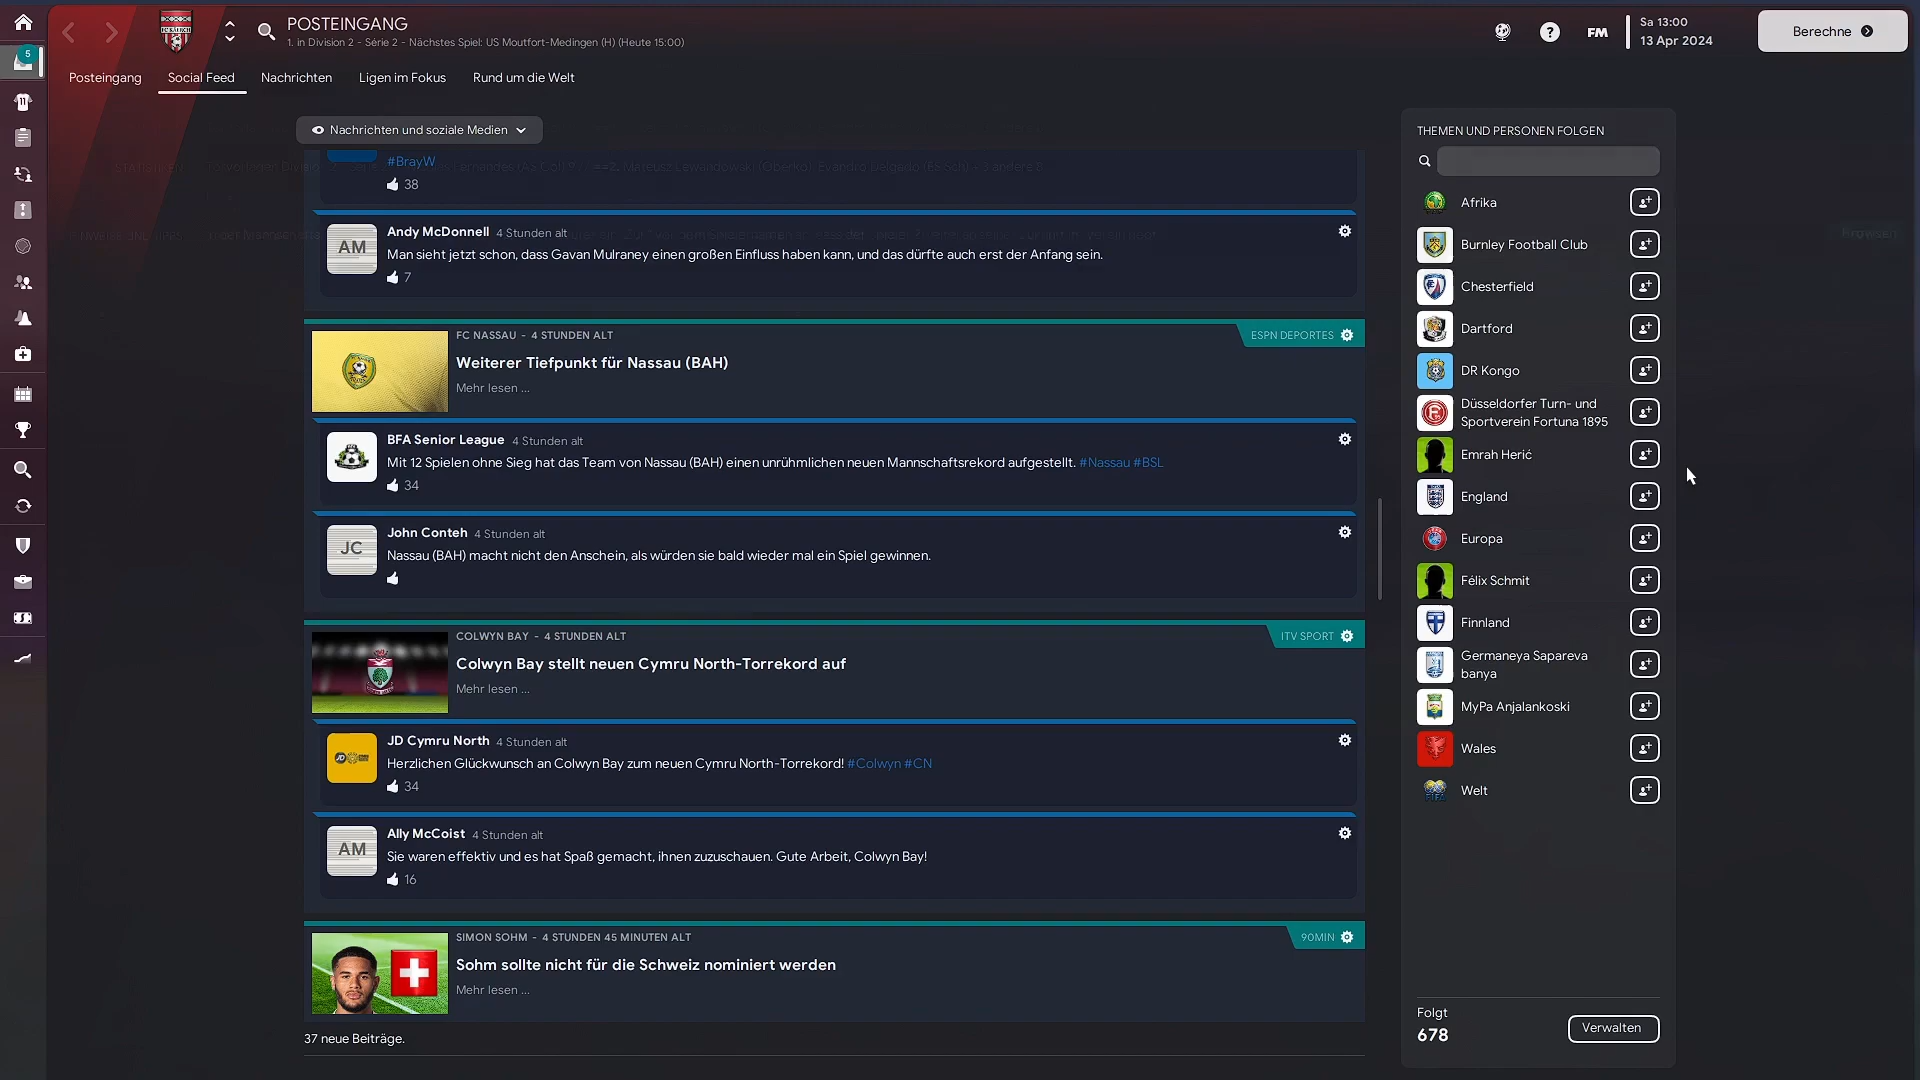 5
POSTEINGANG
1. in Division 2 - Série 2 - Nächstes Spiel: US Moutfort-Medingen (H) (Heute 15:00)
FM
Sa 13:00
13 Apr 2024
Berechne
Posteingang
Social Feed
Nachrichten
Ligen im Fokus
Rund um die Welt
Nachrichten und soziale Medien
#BrayW
38
Andy McDonnell 4 Stunden alt
AM
Man sieht jetzt schon, dass Gavan Mulraney einen großen Einfluss haben kann, und das dürfte auch erst der Anfang sein.
7
FC NASSAU - 4 STUNDEN ALT
ESPN DEPORTES
Weiterer Tiefpunkt für Nassau (BAH)
Mehr lesen ...
BFA Senior League 4 Stunden alt
Mit 12 Spielen ohne Sieg hat das Team von Nassau (BAH) einen unrühmlichen neuen Mannschaftsrekord aufgestellt. #Nassau #BSL
34
John Conteh 4 Stunden alt
JC
Nassau (BAH) macht nicht den Anschein, als würden sie bald wieder mal ein Spiel gewinnen.
COLWYN BAY - 4 STUNDEN ALT
ITV SPORT
Colwyn Bay stellt neuen Cymru North-Torrekord auf
Mehr lesen ...
JD Cymru North 4 Stunden alt
Herzlichen Glückwunsch an Colwyn Bay zum neuen Cymru North-Torrekord! #Colwyn #CN
34
Ally McCoist 4 Stunden alt
AM
Sie waren effektiv und es hat Spaß gemacht, ihnen zuzuschauen. Gute Arbeit, Colwyn Bay!
16
SIMON SOHM - 4 STUNDEN 45 MINUTEN ALT
90MIN
Sohm sollte nicht für die Schweiz nominiert werden
Mehr lesen ...
37 neue Beiträge.
THEMEN UND PERSONEN FOLGEN
Afrika
Burnley Football Club
Chesterfield
Dartford
DR Kongo
Düsseldorfer Turn- und
Sportverein Fortuna 1895
Emrah Herić
England
Europa
Félix Schmit
Finnland
Germaneya Sapareva
banya
MyPa Anjalankoski
Wales
Welt
Folgt
678
Verwalten